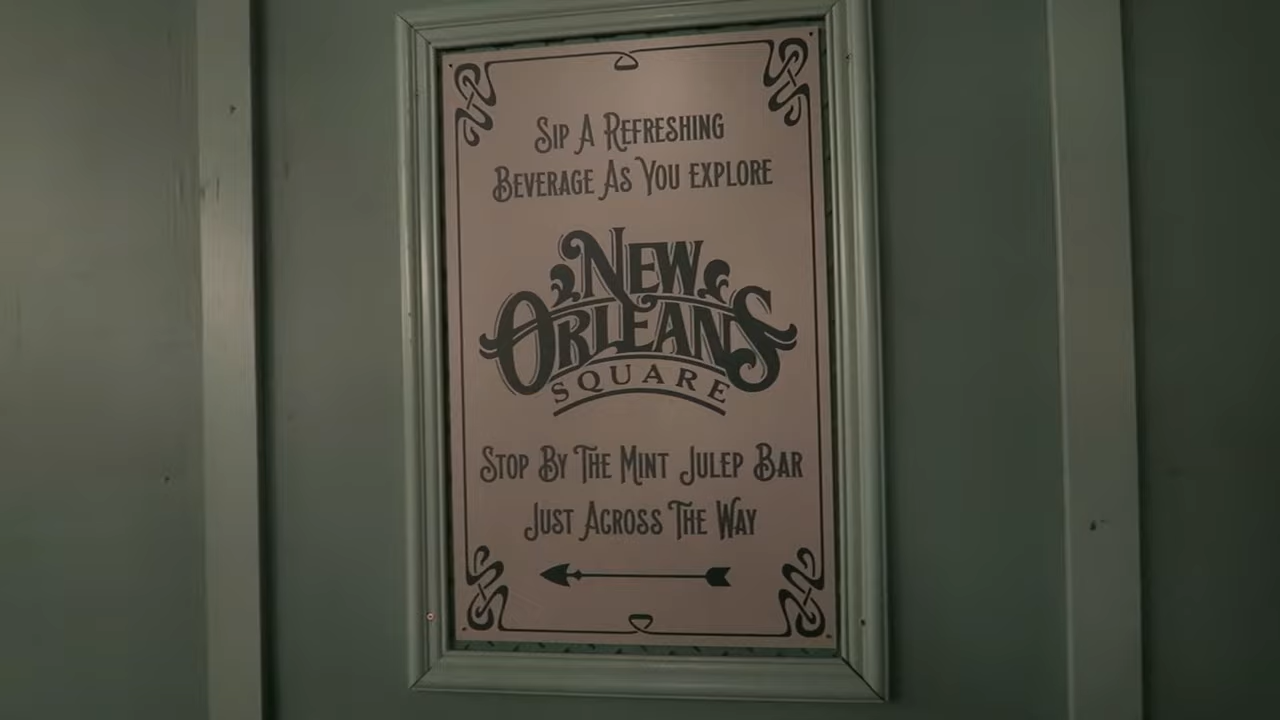 Sip A Refreshing
Beverage As You Explore
New
Orleans
Square
Stop By The Mint Julep Bar
Just Across The Way